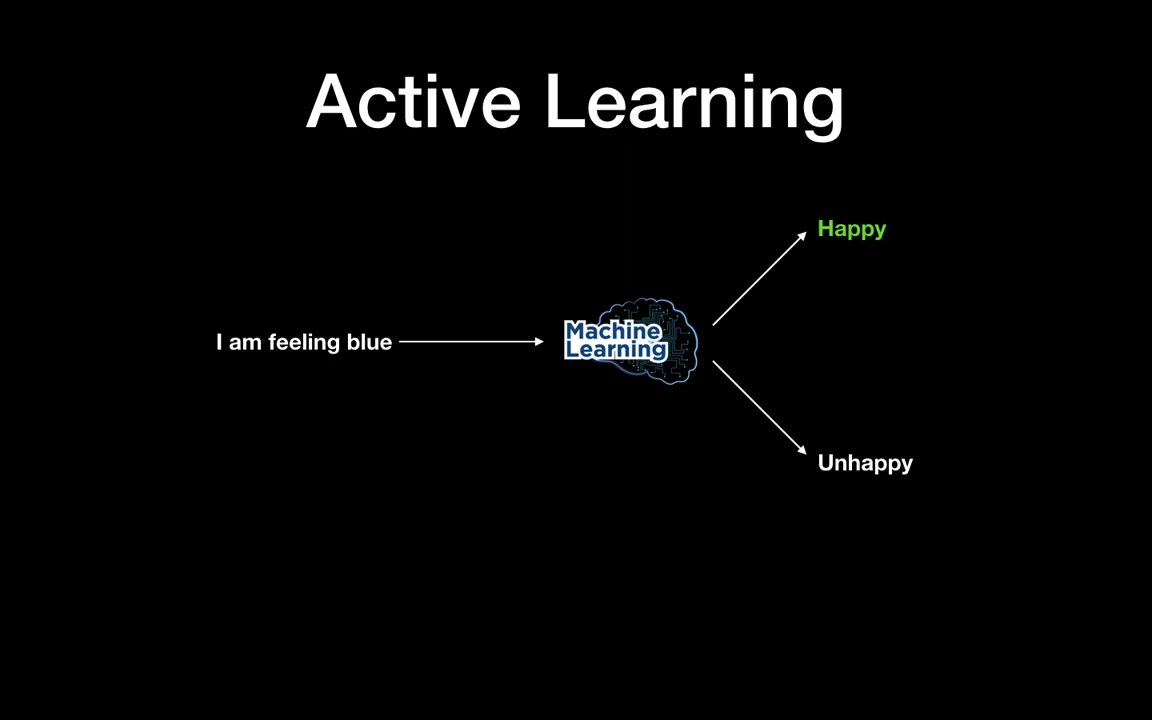 Active Learning
Happy
I am feeling blue
Machine
Learning
Unhappy